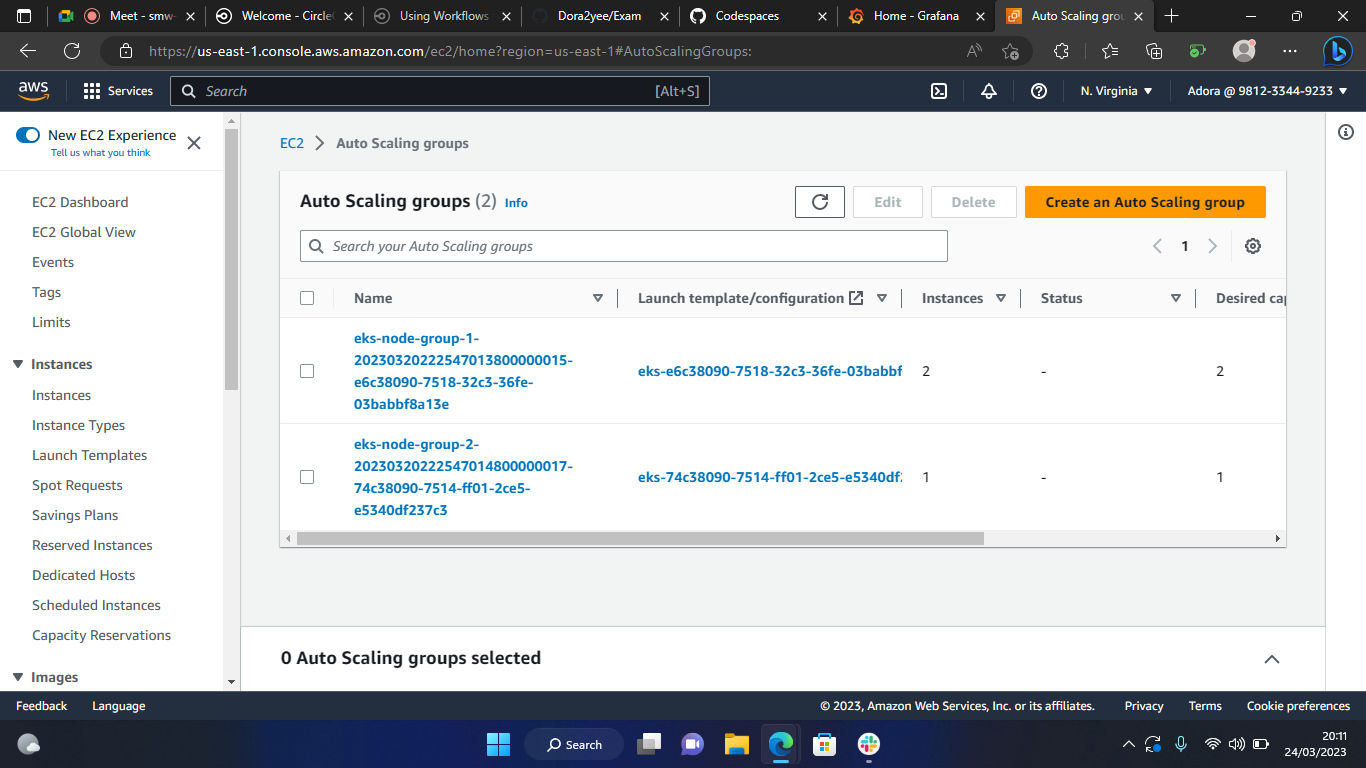 Meet - smw-
Welcome - CircleC
Using Workflows
Dora2yee/Exam
Codespaces
Home - Grafana
Auto Scaling grou
https://us-east-1.console.aws.amazon.com/ec2/home?region=us-east-1#AutoScalingGroups:
aws
Services
Search
[Alt+S]
N. Virginia
Adora @ 9812-3344-9233
New EC2 Experience
Tell us what you think
EC2 Dashboard
EC2 Global View
Events
Tags
Limits
Instances
Instances
Instance Types
Launch Templates
Spot Requests
Savings Plans
Reserved Instances
Dedicated Hosts
Scheduled Instances
Capacity Reservations
Images
EC2
Auto Scaling groups
Auto Scaling groups (2) Info
Edit
Delete
Create an Auto Scaling group
Search your Auto Scaling groups
1
Name
Launch template/configuration
Instances
Status
Desired cap
eks-node-group-1-
20230320222547013800000015-
e6c38090-7518-32c3-36fe-
03babbf8a13e
eks-e6c38090-7518-32c3-36fe-03babbf
2
-
2
eks-node-group-2-
20230320222547014800000017-
74c38090-7514-ff01-2ce5-
e5340df237c3
eks-74c38090-7514-ff01-2ce5-e5340df2
1
-
1
0 Auto Scaling groups selected
Feedback
Language
© 2023, Amazon Web Services, Inc. or its affiliates.
Privacy
Terms
Cookie preferences
Search
20:11
24/03/2023